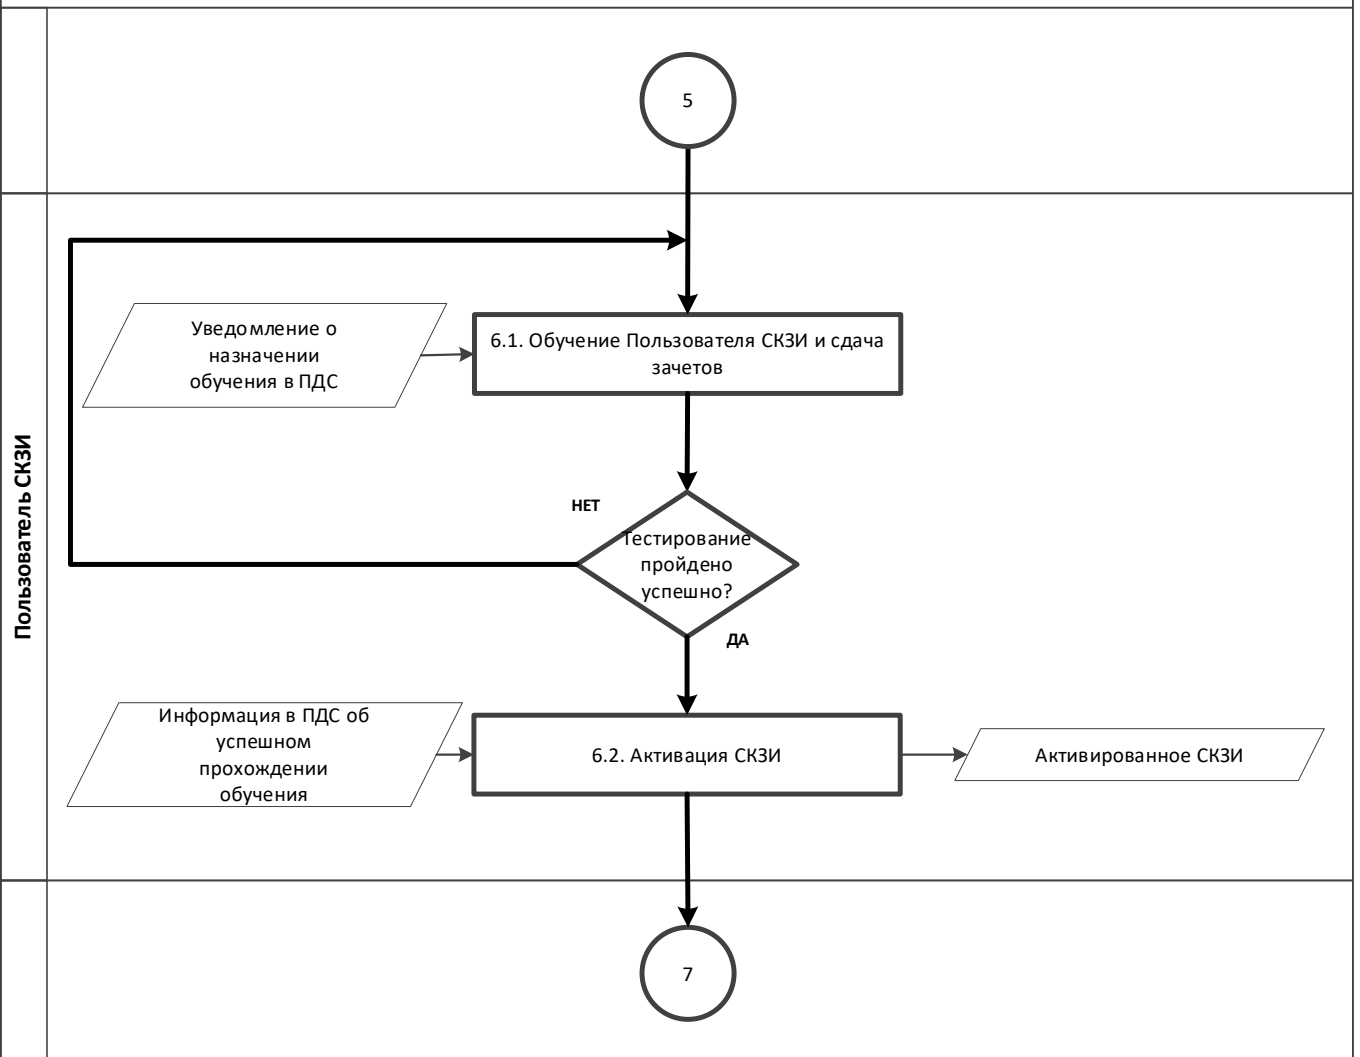 5
Уведомление о
назначении
обучения в ПДС
6.1. Обучение Пользователя СКЗИ и сдача
зачетов
Пользователь СКЗИ
НЕТ
Тестирование
пройдено
успешно?
ДА
Информация в ПДС об
успешном
прохождении
обучения
6.2. Активация СКЗИ
Активированное СКЗИ
7